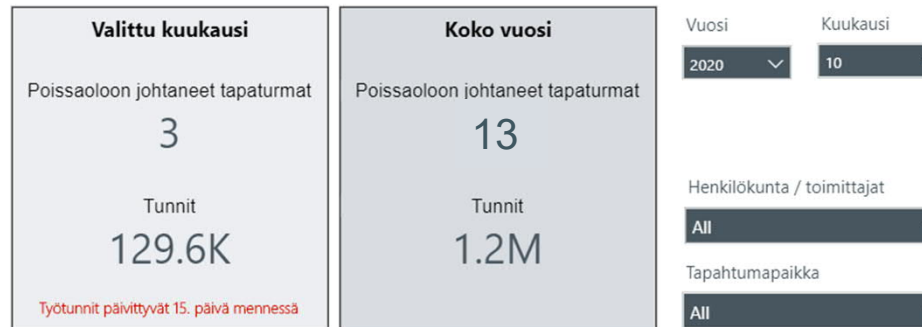 Valittu kuukausi
Poissaoloon johtaneet tapaturmat
3
Tunnit
129.6K
Työtunnit päivittyvät 15. päivä mennessä
Koko vuosi
Poissaoloon johtaneet tapaturmat
13
Tunnit
1.2M
Vuosi
2020
Kuukausi
10
Henkilökunta / toimittajat
All
Tapahtumapaikka
All